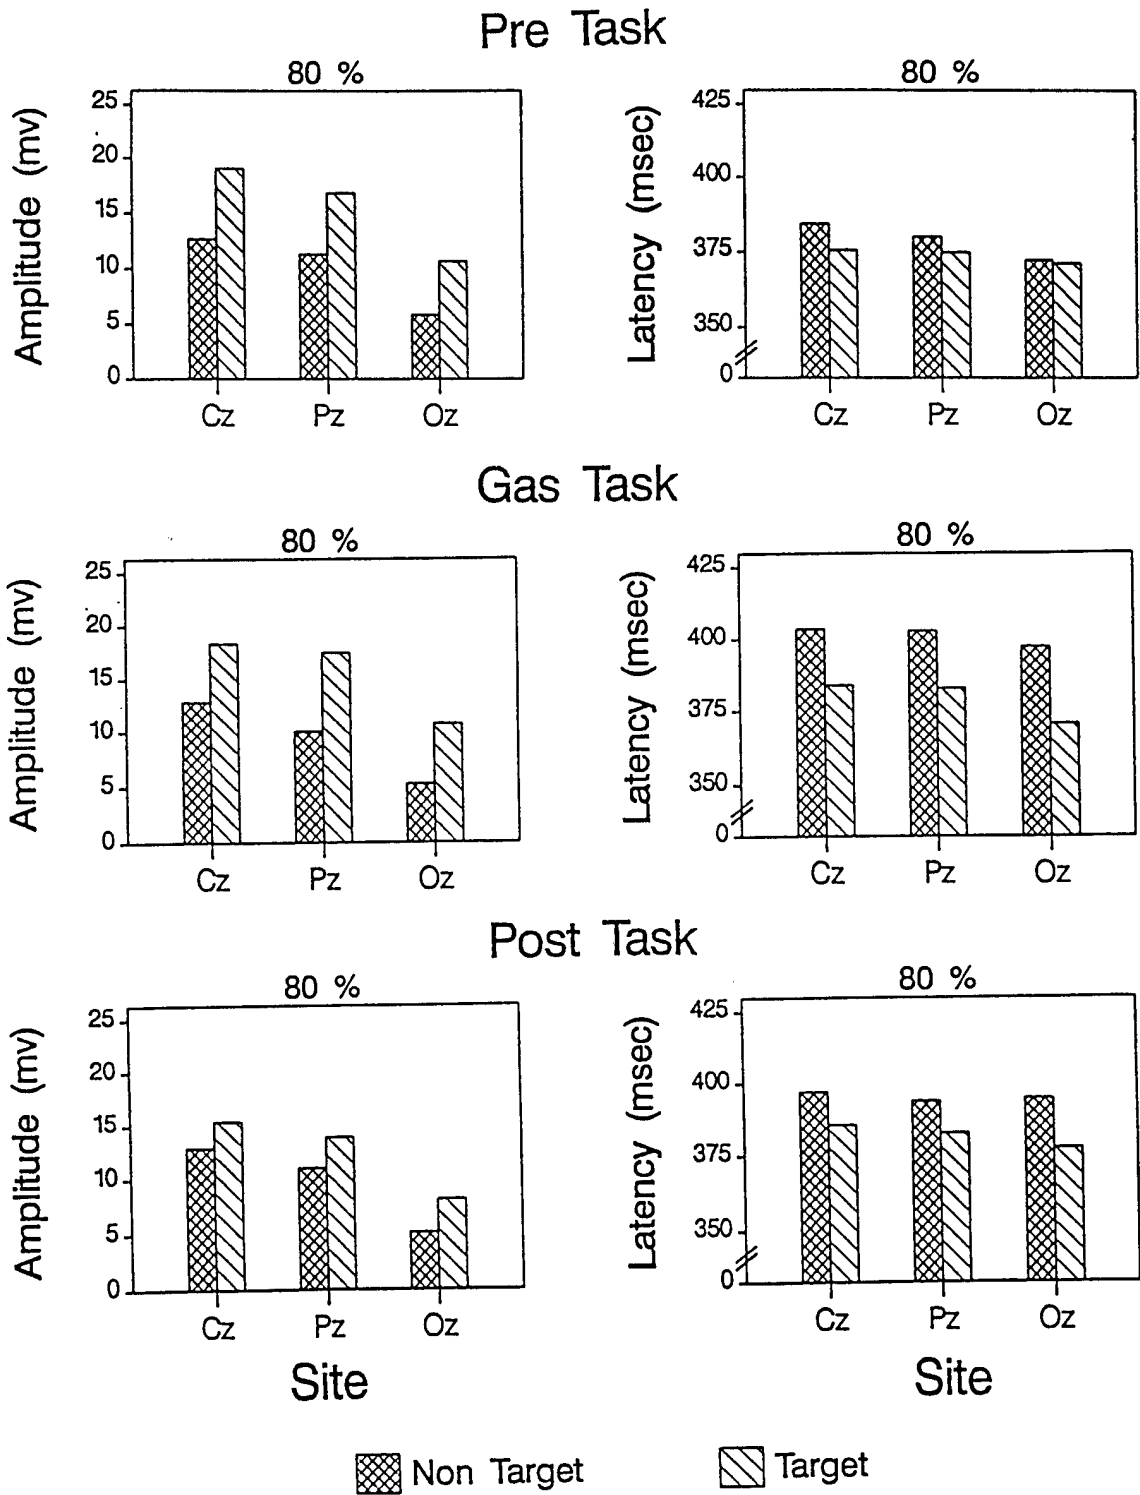 Pre Task
80 %
80 %
Amplitude (mv)
25
20
15
10
5
0
Cz Pz Oz
Latency (msec)
425
400
375
350
0
Cz Pz Oz
Gas Task
80 %
80 %
Amplitude (mv)
25
20
15
10
5
0
Cz Pz Oz
Latency (msec)
425
400
375
350
0
Cz Pz Oz
Post Task
80 %
80 %
Amplitude (mv)
25
20
15
10
5
0
Cz Pz Oz
Site
Latency (msec)
425
400
375
350
0
Cz Pz Oz
Site
Non Target
Target